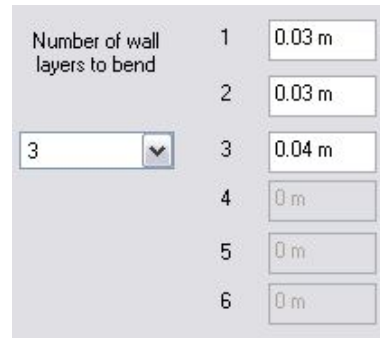 Number of wall
layers to bend
3
1 0.03 m
2 0.03 m
3 0.04 m
4 0 m
5 0 m
6 0 m